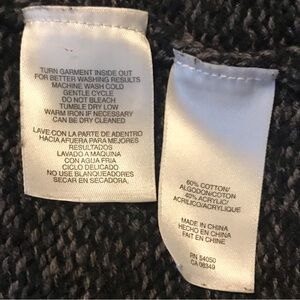 TURN GARMENT INSIDE OUT
FOR BETTER WASHING RESULTS
MACHINE WASH COLD
GENTLE CYCLE
DO NOT BLEACH
TUMBLE DRY LOW
WARM IRON IF NECESSARY
CAN BE DRY CLEANED
LAVE CON LA PARTE DE ADENTRO
HACIA AFUERA PARA MEJORES
RESULTADOS
LAVADO A MAQUINA
CON AGUA FRIA
CICLO DELICADO
NO USE BLANQUEADORES
SECAR EN SECADORA,
60% COTTON/
ALGODON/COTON
40% ACRYLIC/
ACRILICO/ACRYLIQUE
MADE IN CHINA
HECHO EN CHINA
FAIT EN CHINE
RN 54050
CA 08349